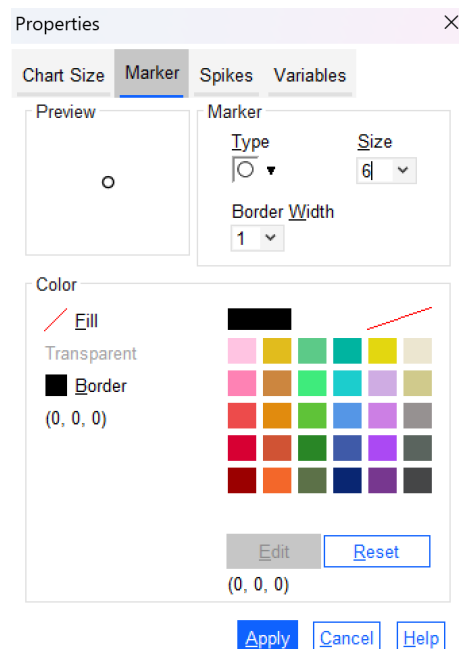 Properties
Chart Size Marker Spikes Variables
Preview
Marker
Type Size
6
Border Width
1
Color
Fill
Transparent
Border
(0, 0, 0)
Edit Reset
(0, 0, 0)
Apply Cancel Help